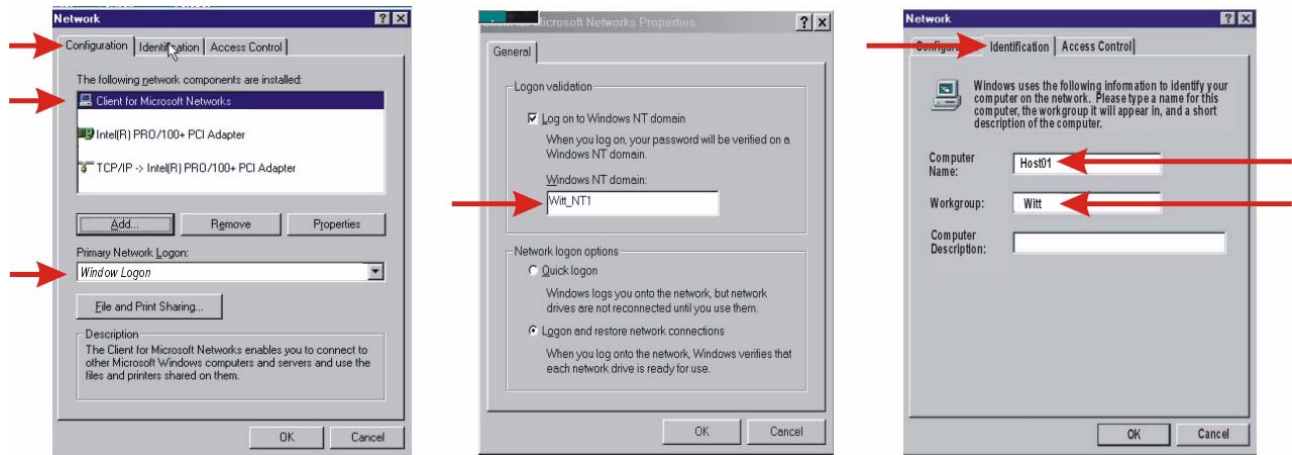 Network
Configuration Identification Access Control
The following network components are installed:
Client for Microsoft Networks
Intel(R) PRO/100+ PCI Adapter
TCP/IP -> Intel(R) PRO/100+ PCI Adapter
Add... Remove Properties
Primary Network Logon:
Window Logon
File and Print Sharing...
Description
The Client for Microsoft Networks enables you to connect to
other Microsoft Windows computers and servers and use the
files and printers shared on them.
OK Cancel
Microsoft Networks Properties
General
Logon validation
Log on to Windows NT domain
When you log on, your password will be verified on a
Windows NT domain.
Windows NT domain:
Witt_NT1
Network logon options
Quick logon
Windows logs you onto the network, but network
drives are not reconnected until you use them.
Logon and restore network connections
When you log onto the network, Windows verifies that
each network drive is ready for use.
OK Cancel
Network
Configuration Identification Access Control
Windows uses the following information to identify your
computer on the network. Please type a name for this
computer, the workgroup it will appear in, and a short
description of the computer.
Computer
Name:
Host01
Workgroup: Witt
Computer
Description:
OK Cancel